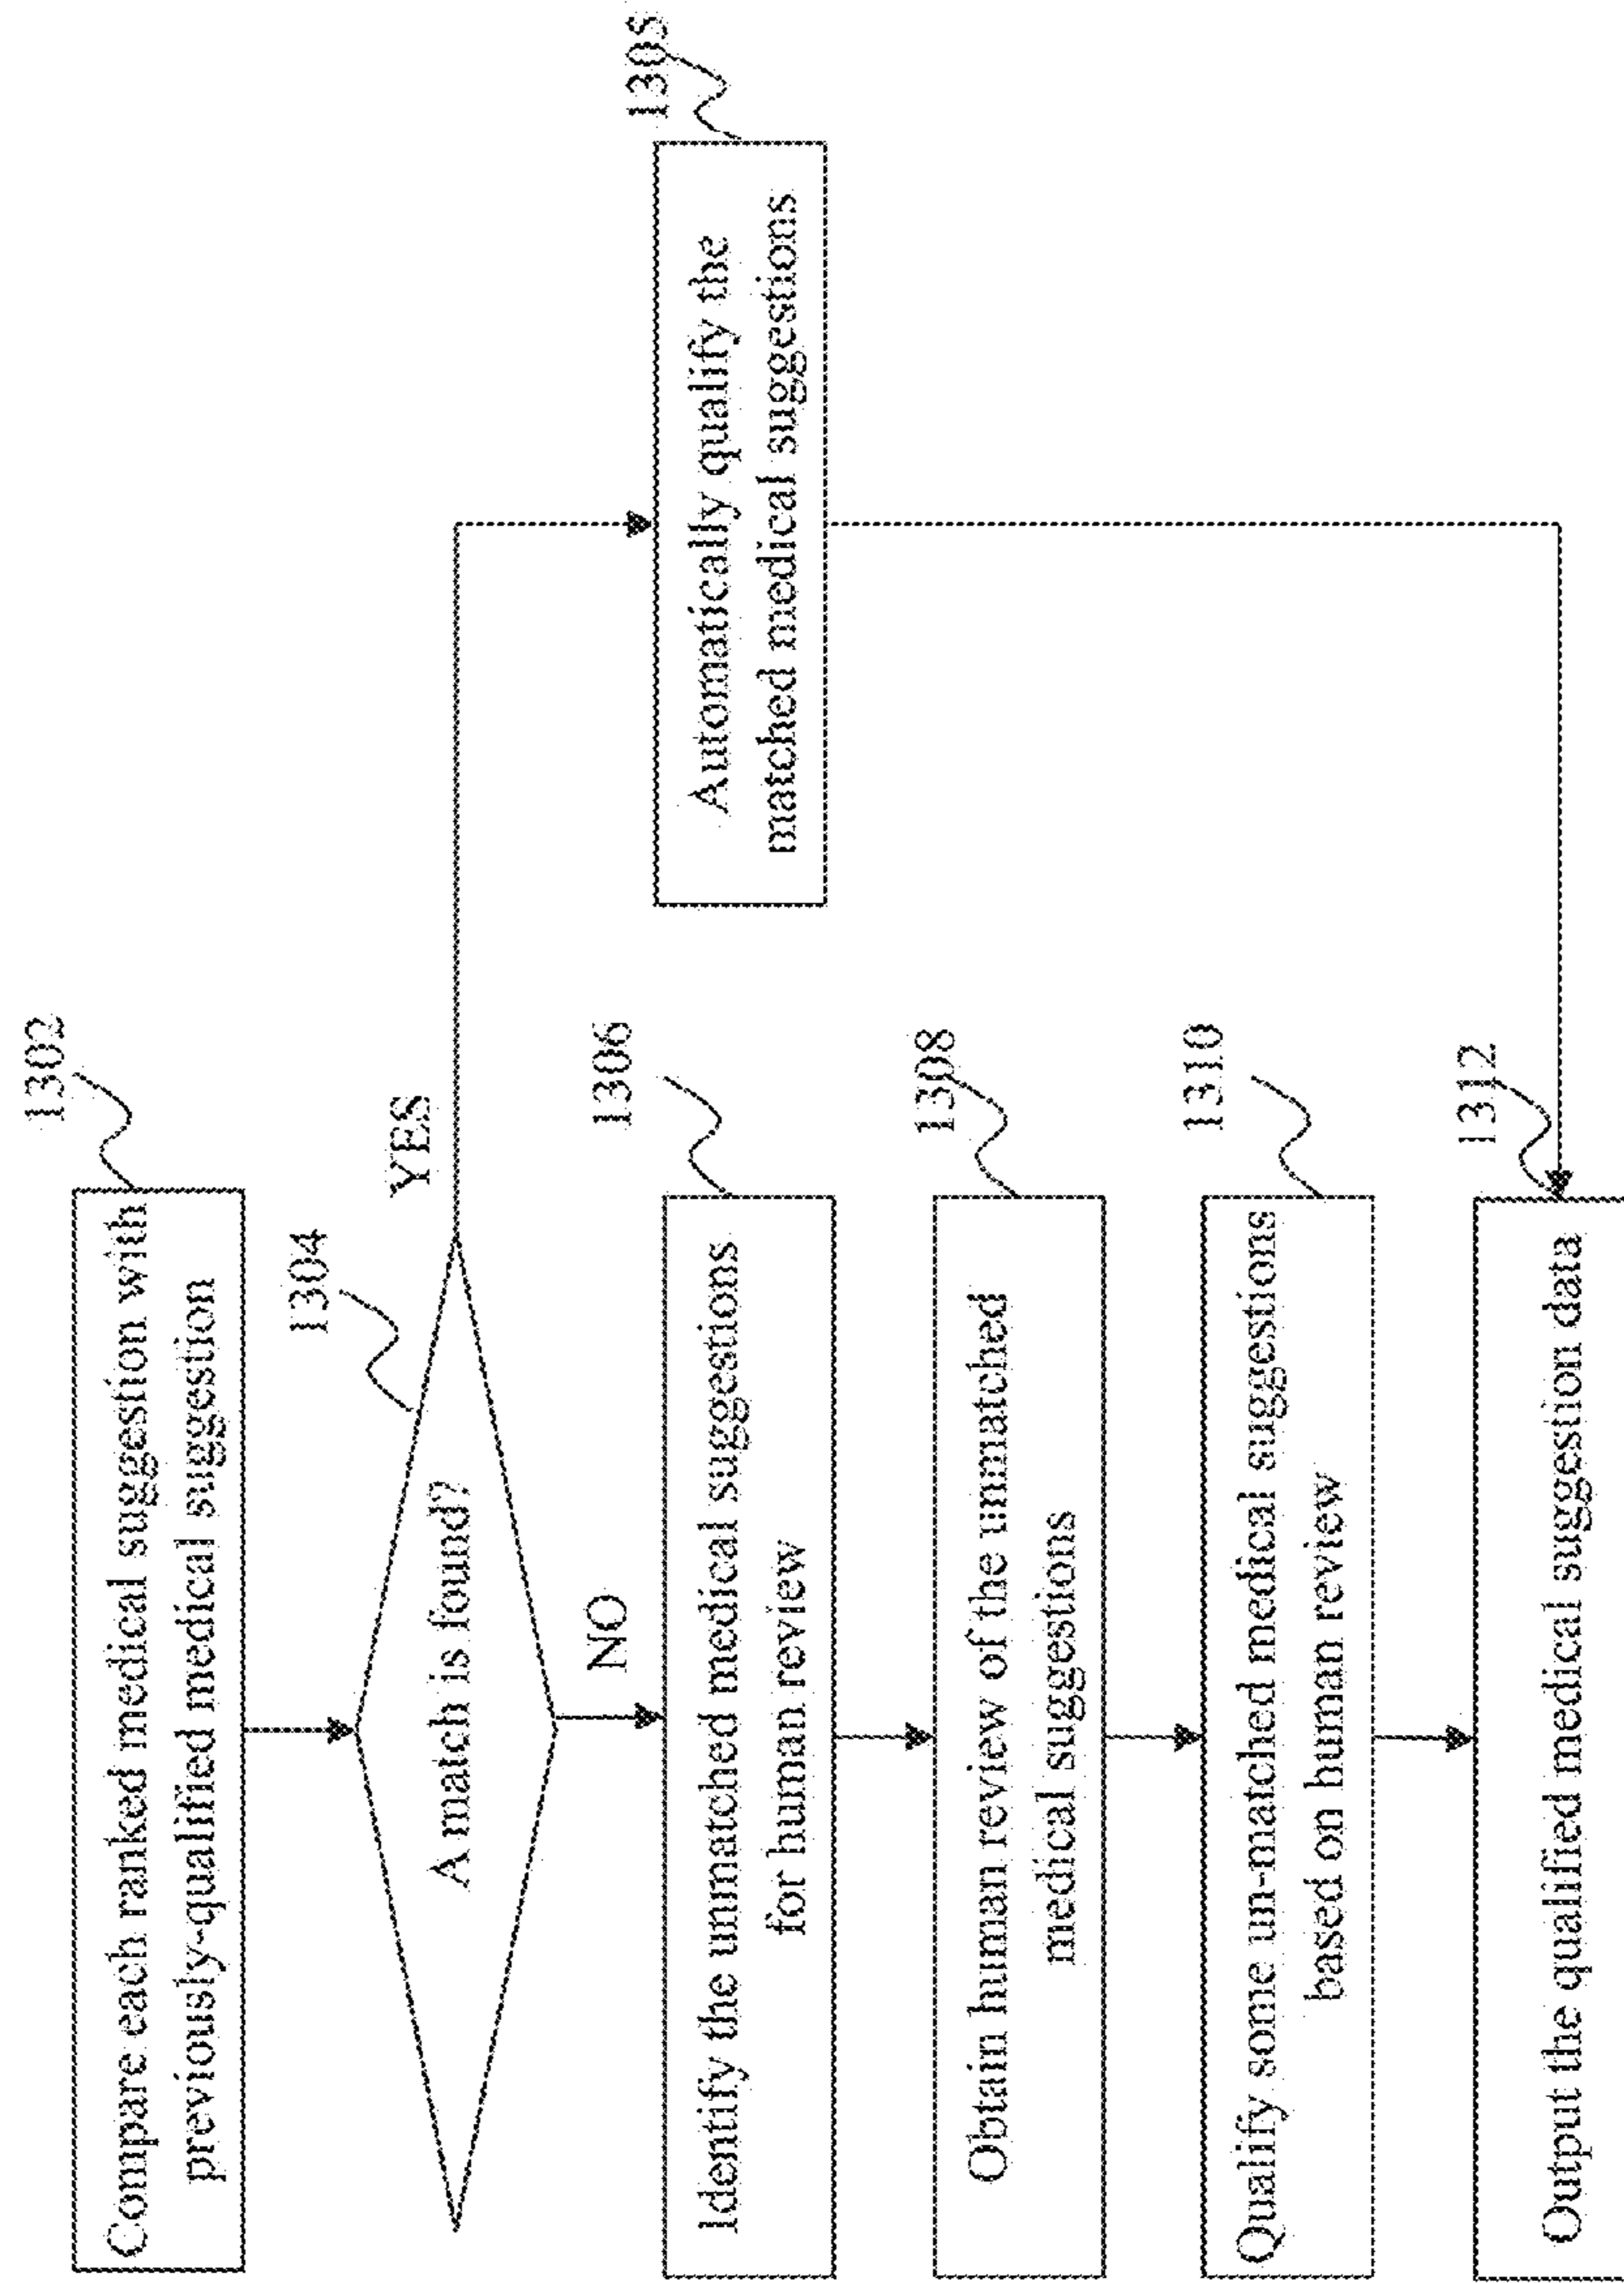 1302
Compare each ranked medical suggestion with
previously-qualified medical suggestion
1304
A match is found?
YES
NO
1305
Automatically qualify the
matched medical suggestions
1306
Identify the unmatched medical suggestions
for human review
1308
Obtain human review of the unmatched
medical suggestions
1310
Qualify some un-matched medical suggestions
based on human review
1312
Output the qualified medical suggestion data